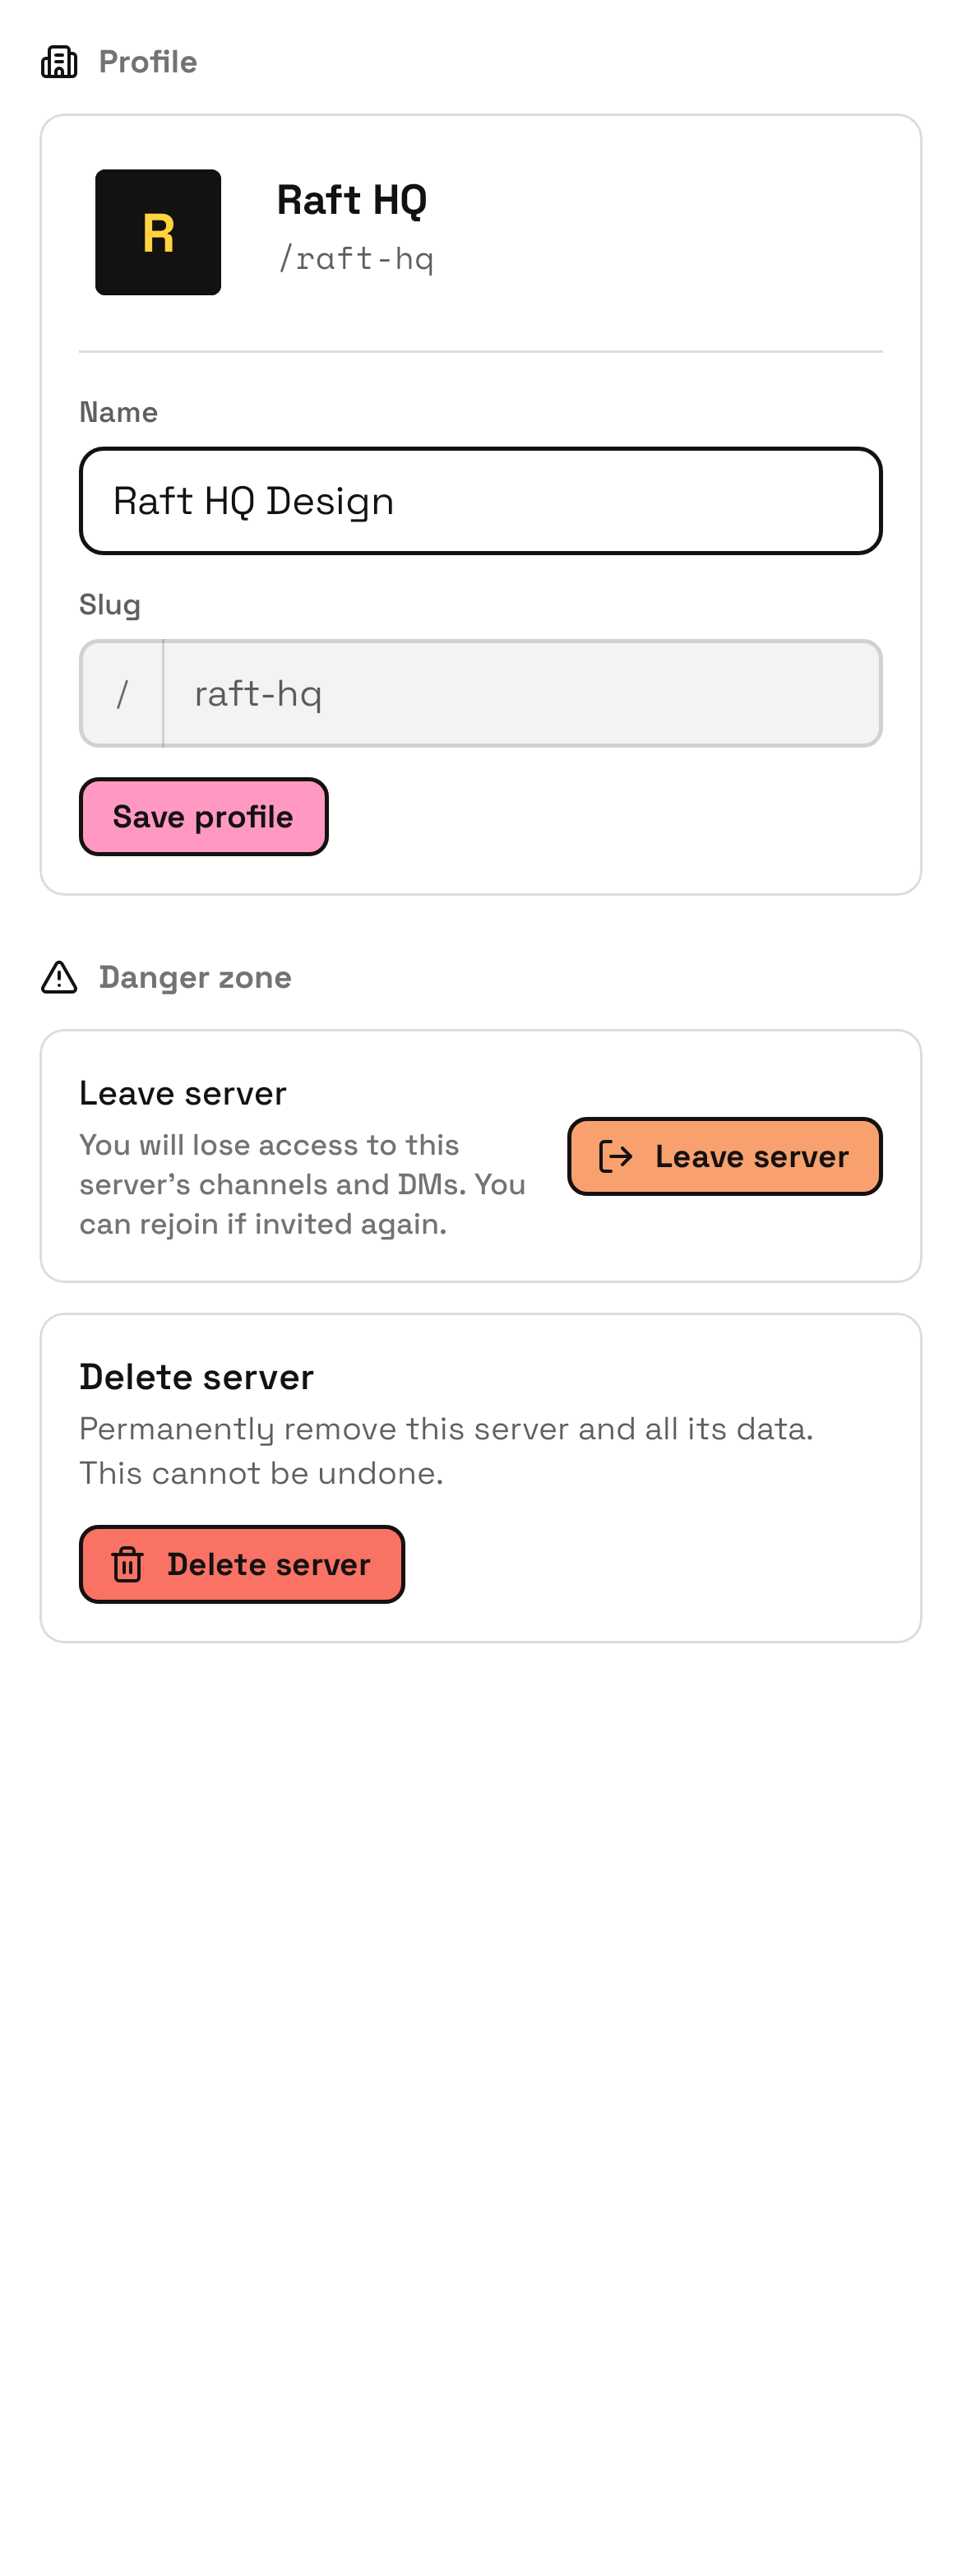 Profile
R
Raft HQ
/raft-hq
Name
Raft HQ Design
Slug
/ raft-hq
Save profile
Danger zone
Leave server
You will lose access to this
server’s channels and DMs. You
can rejoin if invited again.
Leave server
Delete server
Permanently remove this server and all its data.
This cannot be undone.
Delete server